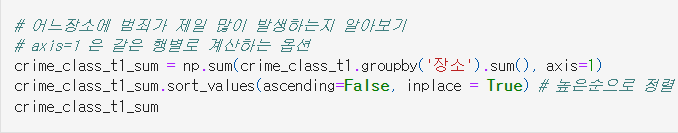 # 어느장소에 범죄가 제일 많이 발생하는지 알아보기
# axis=1 은 같은 행별로 계산하는 옵션
crime_class_t1_sum = np.sum(crime_class_t1.groupby('장소').sum(), axis=1)
crime_class_t1_sum.sort_values(ascending=False, inplace = True) # 높은순으로 정렬
crime_class_t1_sum